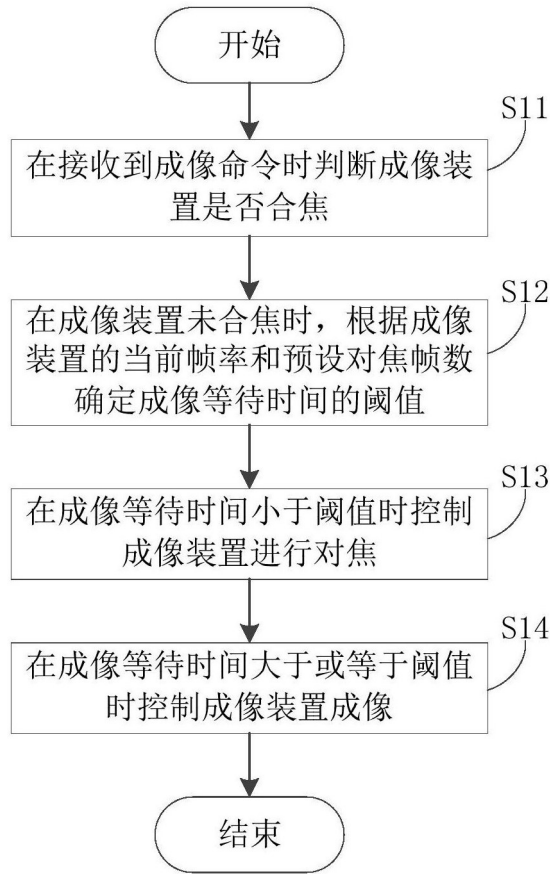 开始
S11
在接收到成像命令时判断成像装
置是否合焦
S12
在成像装置未合焦时，根据成像
装置的当前帧率和预设对焦帧数
确定成像等待时间的阈值
S13
在成像等待时间小于阈值时控制
成像装置进行对焦
S14
在成像等待时间大于或等于阈值
时控制成像装置成像
结束